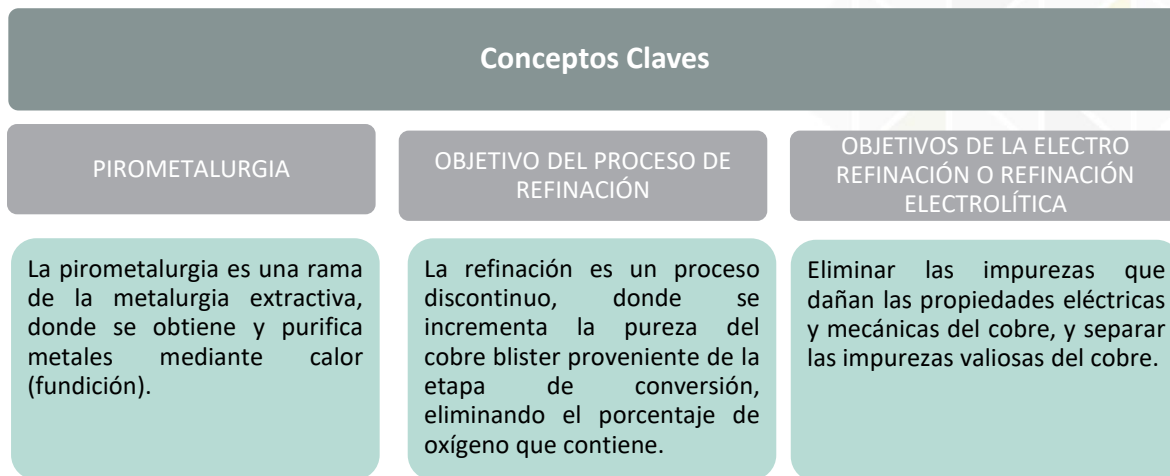 Conceptos Claves
PIROMETALURGIA
OBJETIVO DEL PROCESO DE
REFINACIÓN
OBJETIVOS DE LA ELECTRO
REFINACIÓN O REFINACIÓN
ELECTROLÍTICA
La pirometalurgia es una rama
de la metalurgia extractiva,
donde se obtiene y purifica
metales mediante calor
(fundición).
La refinación es un proceso
discontinuo, donde se
incrementa la pureza del
cobre blister proveniente de la
etapa de conversión,
eliminando el porcentaje de
oxígeno que contiene.
Eliminar las impurezas que
dañan las propiedades eléctricas
y mecánicas del cobre, y separar
las impurezas valiosas del cobre.